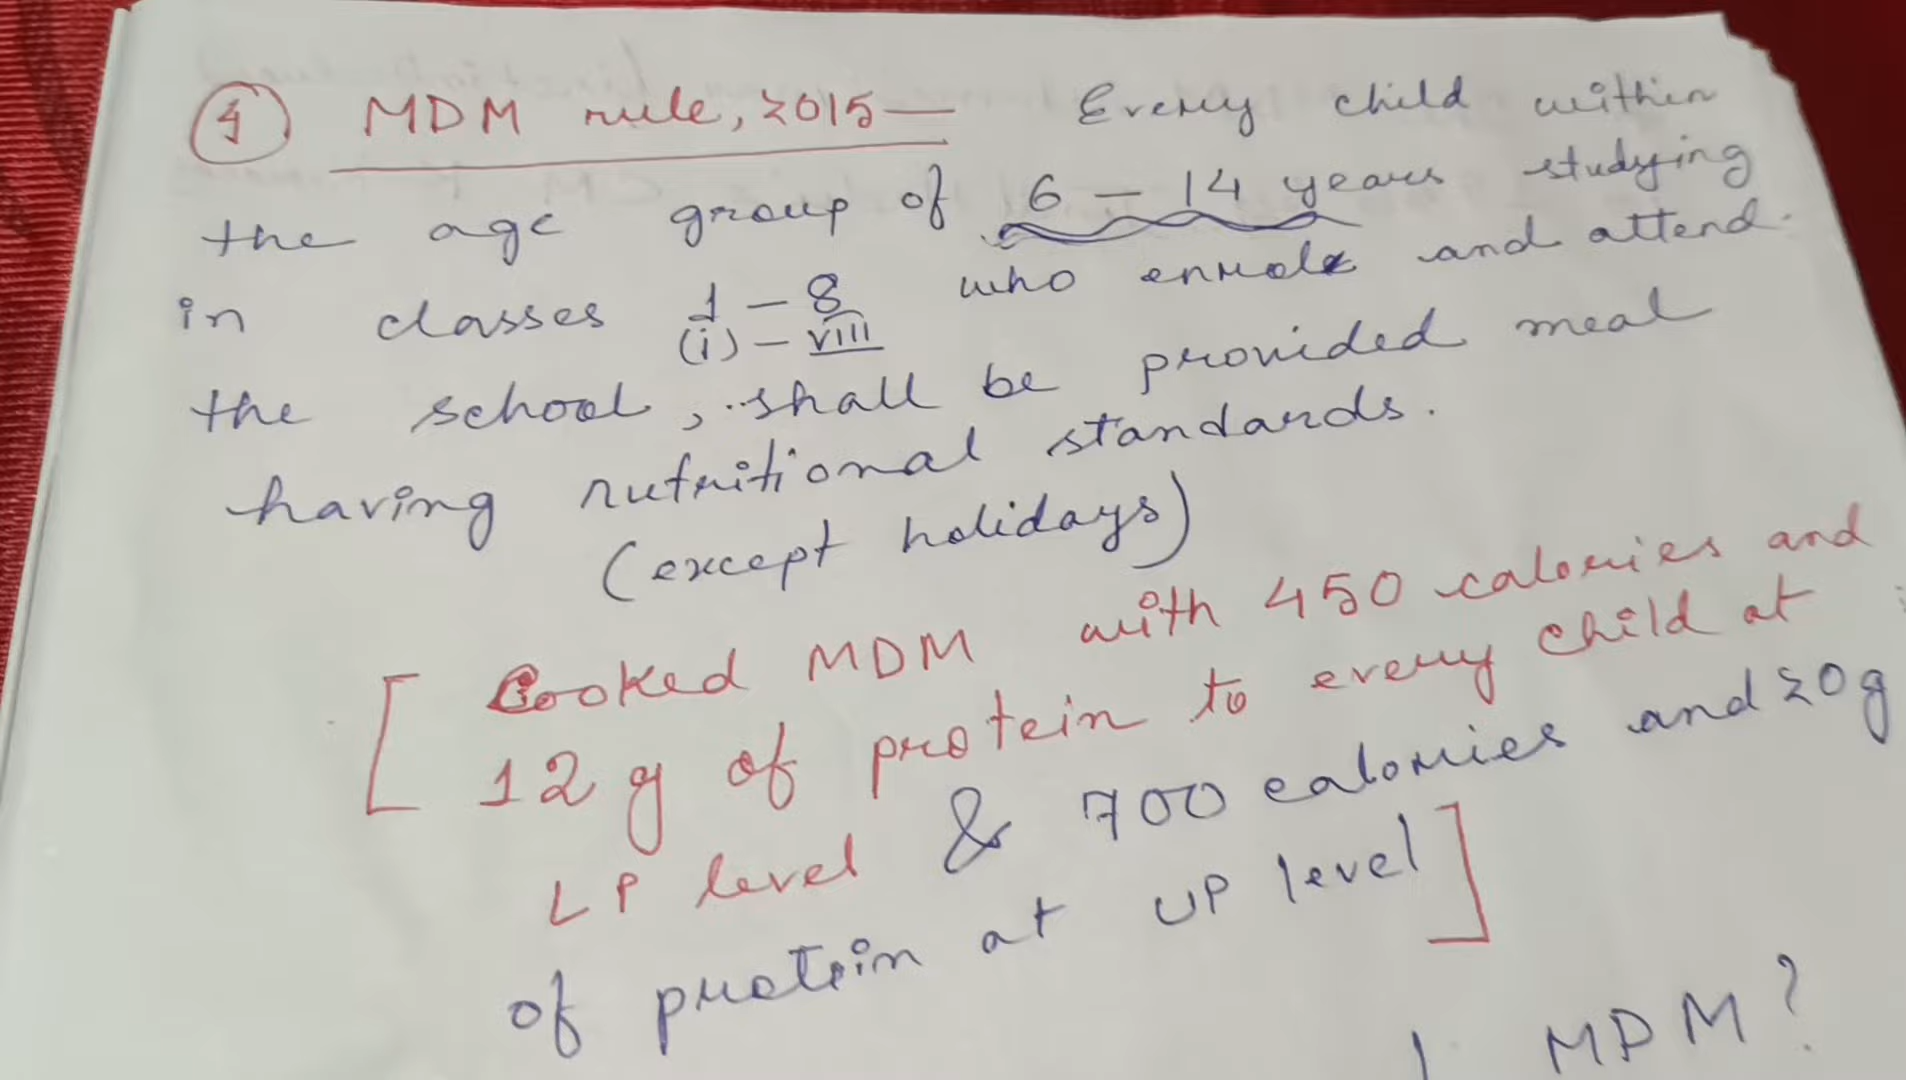 4 MDM rule, 2015— Every child within
the age group of 6 – 14 years studying
in classes 1 – 8 who enrol and attend
(i) – VIII
the school, shall be provided meal
having nutritional standards.
(except holidays)
[ Cooked MDM with 450 calories and
12 g of protein to every child at
LP level & 700 calories and 20g
of protein at UP level ]
MDM?